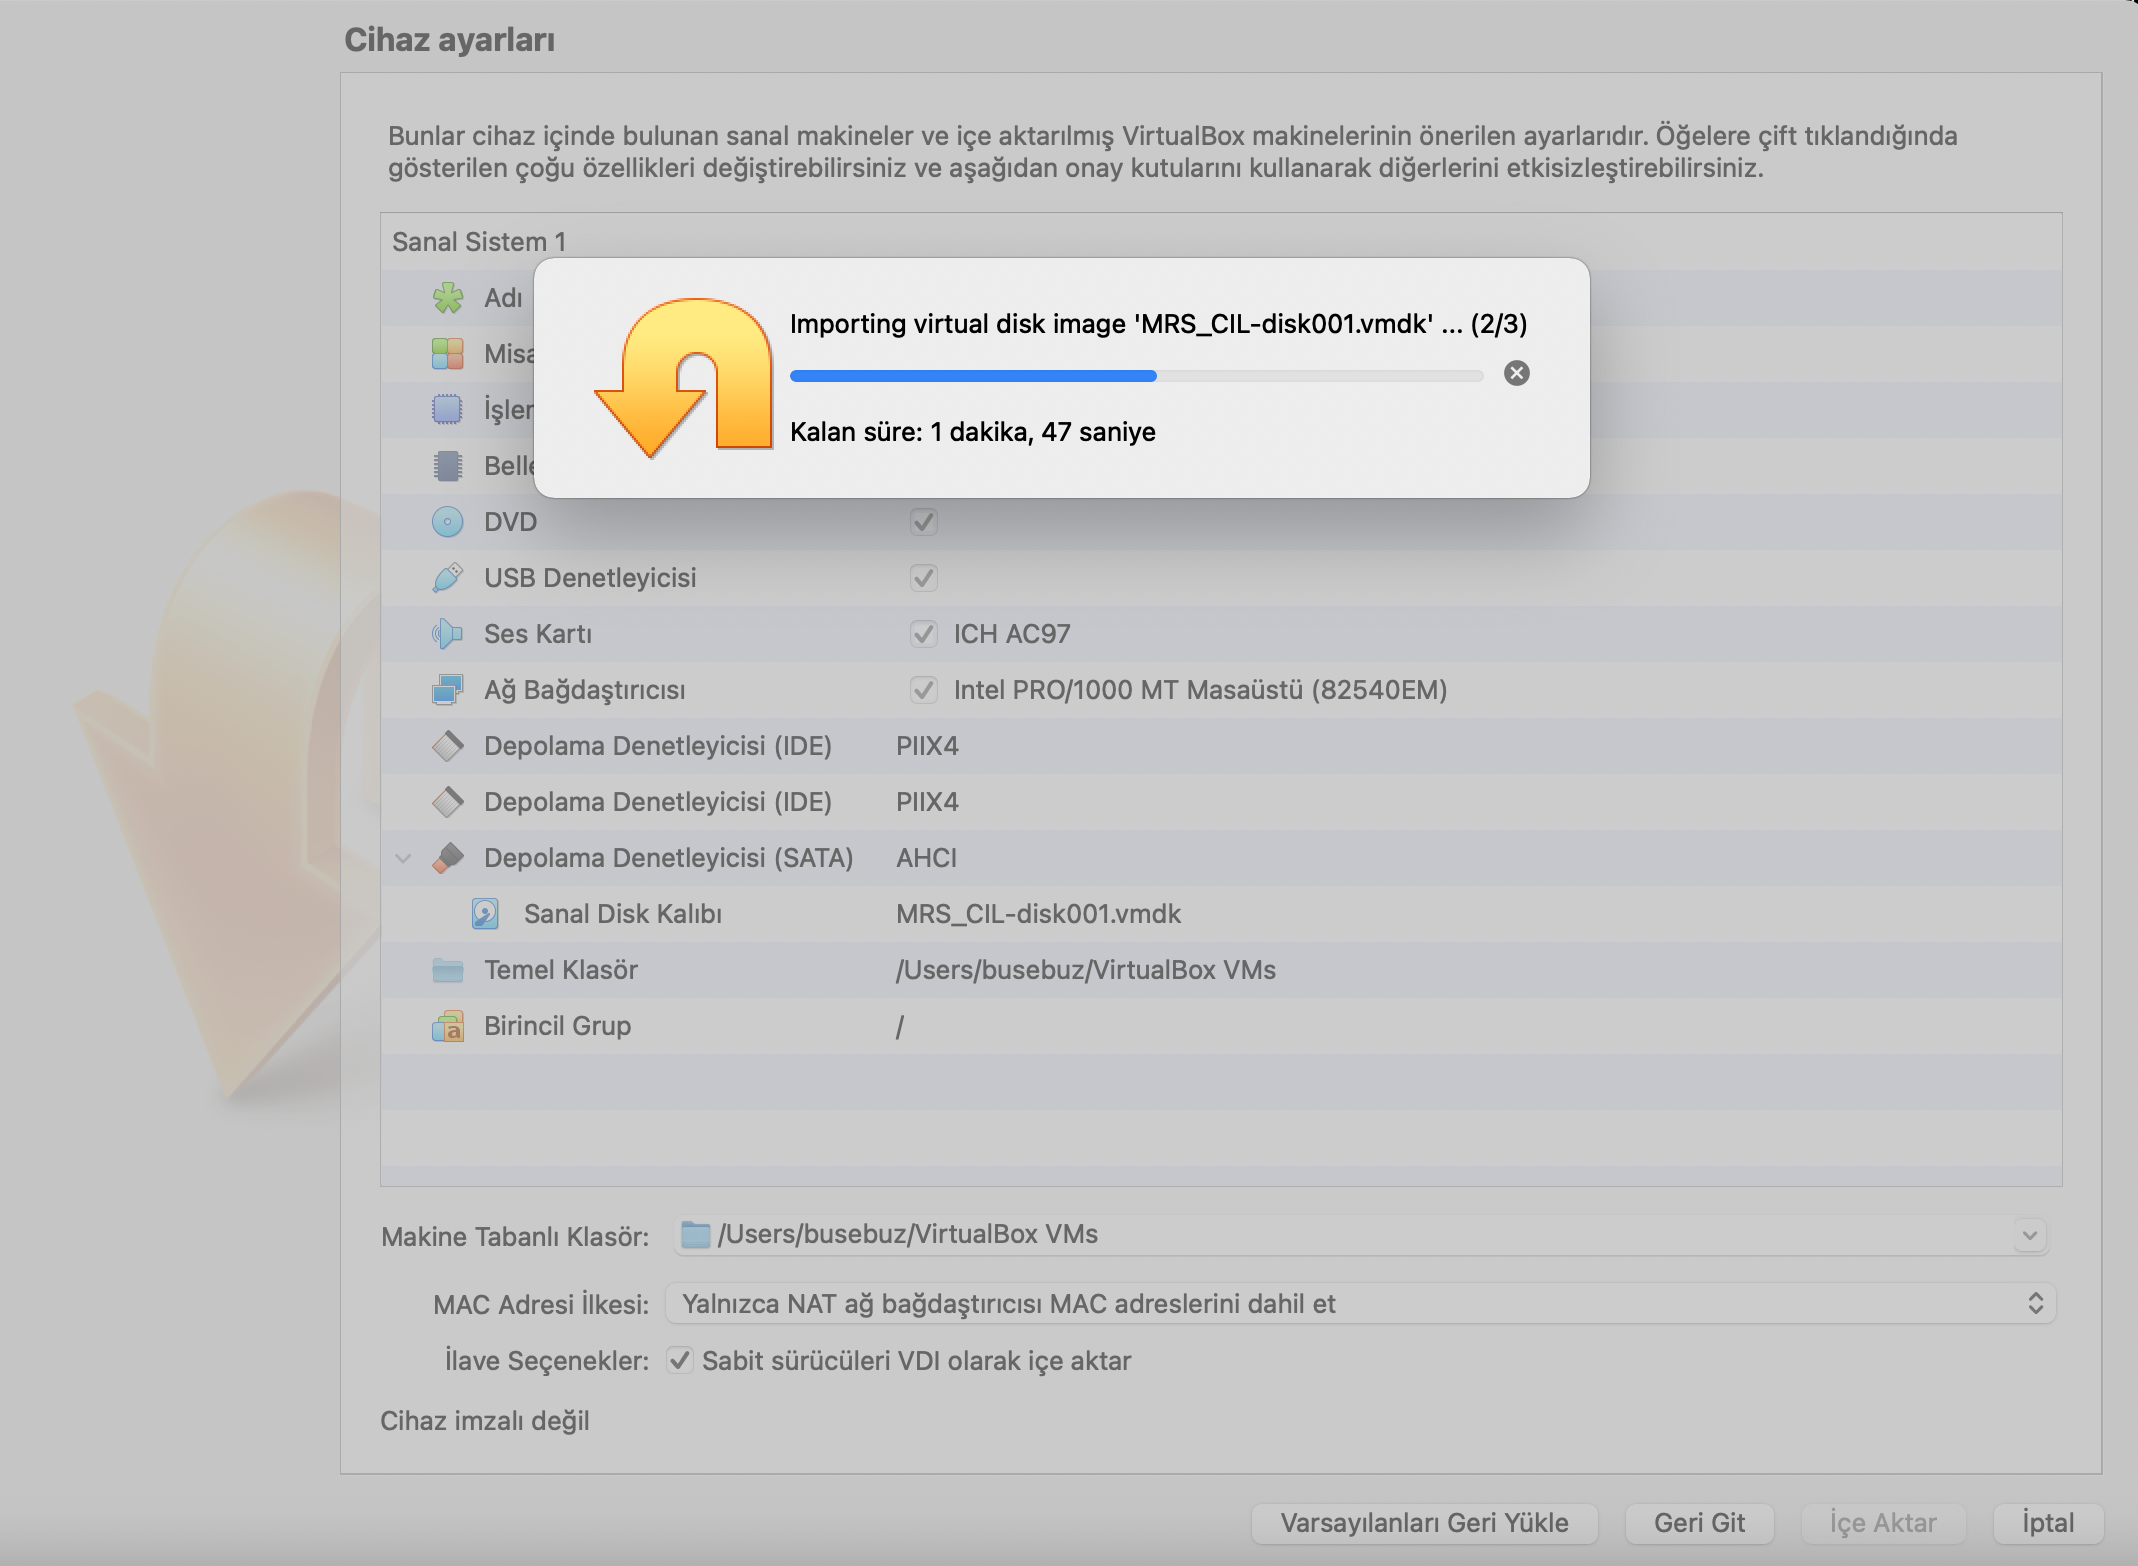 Cihaz ayarları
Bunlar cihaz içinde bulunan sanal makineler ve içe aktarılmış VirtualBox makinelerinin önerilen ayarlarıdır. Öğelere çift tıklandığında
gösterilen çoğu özellikleri değiştirebilirsiniz ve aşağıdan onay kutularını kullanarak diğerlerini etkisizleştirebilirsiniz.
Sanal Sistem 1
Adı
Importing virtual disk image 'MRS_CIL-disk001.vmdk' ... (2/3)
Kalan süre: 1 dakika, 47 saniye
DVD
USB Denetleyicisi
Ses Kartı ICH AC97
Ağ Bağdaştırıcısı Intel PRO/1000 MT Masaüstü (82540EM)
Depolama Denetleyicisi (IDE) PIIX4
Depolama Denetleyicisi (IDE) PIIX4
Depolama Denetleyicisi (SATA) AHCI
Sanal Disk Kalıbı MRS_CIL-disk001.vmdk
Temel Klasör /Users/busebuz/VirtualBox VMs
Birincil Grup /
Makine Tabanlı Klasör: /Users/busebuz/VirtualBox VMs
MAC Adresi İlkesi: Yalnızca NAT ağ bağdaştırıcısı MAC adreslerini dahil et
İlave Seçenekler: Sabit sürücüleri VDI olarak içe aktar
Cihaz imzalı değil
Varsayılanları Geri Yükle Geri Git İçe Aktar İptal